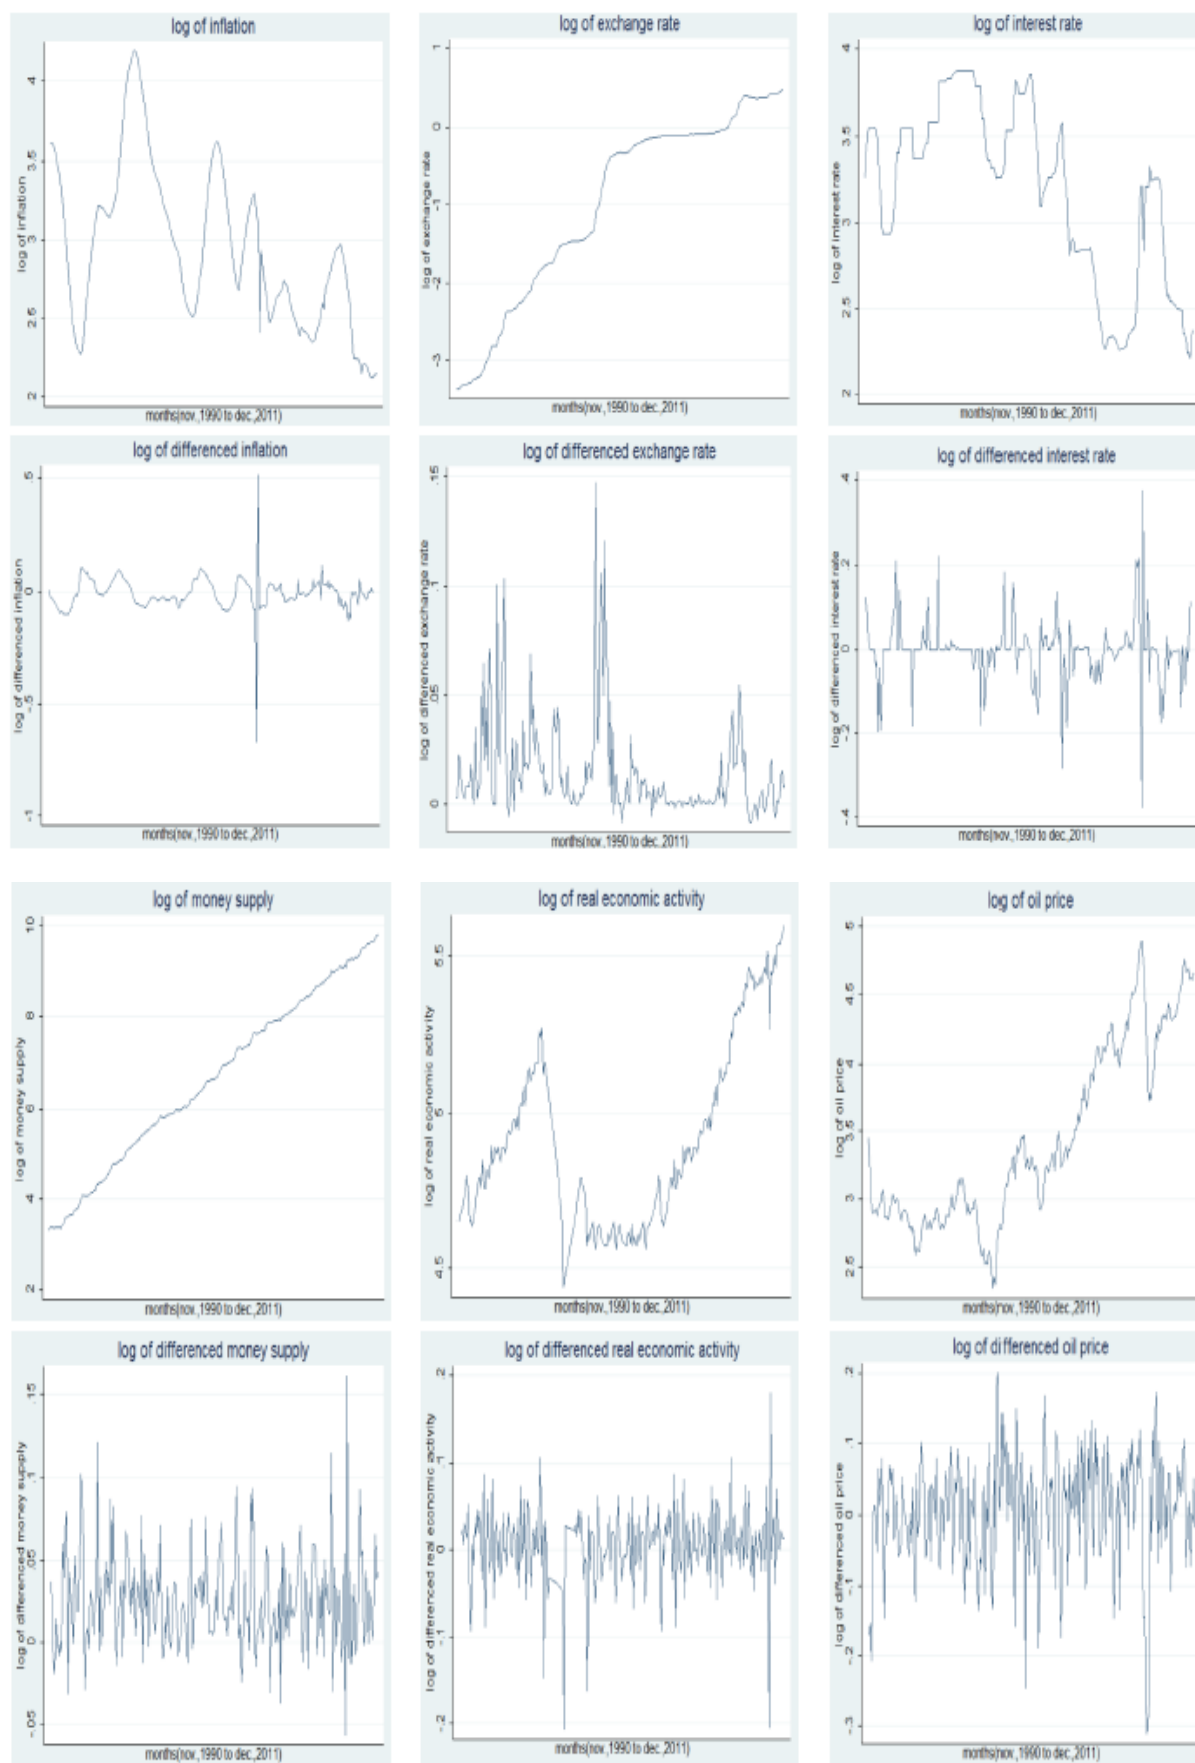 log of inflation
log of inflation
4
3.5
3
2.5
2
months(nov.,1990 to dec.,2011)
log of exchange rate
log of exchange rate
1
0
-1
-2
-3
months(nov.,1990 to dec.,2011)
log of interest rate
log of interest rate
4
3.5
3
2.5
2
months(nov.,1990 to dec.,2011)
log of differenced inflation
log of differenced inflation
.5
0
-.5
-1
months(nov.,1990 to dec.,2011)
log of differenced exchange rate
log of differenced exchange rate
.15
.1
.05
0
months(nov.,1990 to dec.,2011)
log of differenced interest rate
log of differenced interest rate
.4
.2
0
-.2
-.4
months(nov.,1990 to dec.,2011)
log of money supply
log of money supply
10
8
6
4
2
months(nov.,1990 to dec.,2011)
log of real economic activity
log of real economic activity
5.5
5
4.5
months(nov.,1990 to dec.,2011)
log of oil price
log of oil price
5
4.5
4
3.5
3
2.5
months(nov.,1990 to dec.,2011)
log of differenced money supply
log of differenced money supply
.15
.1
.05
0
-.05
months(nov.,1990 to dec.,2011)
log of differenced real economic activity
log of differenced real economic activity
.2
.1
0
-.1
-.2
months(nov.,1990 to dec.,2011)
log of differenced oil price
log of differenced oil price
.2
.1
0
-.1
-.2
-.3
months(nov.,1990 to dec.,2011)